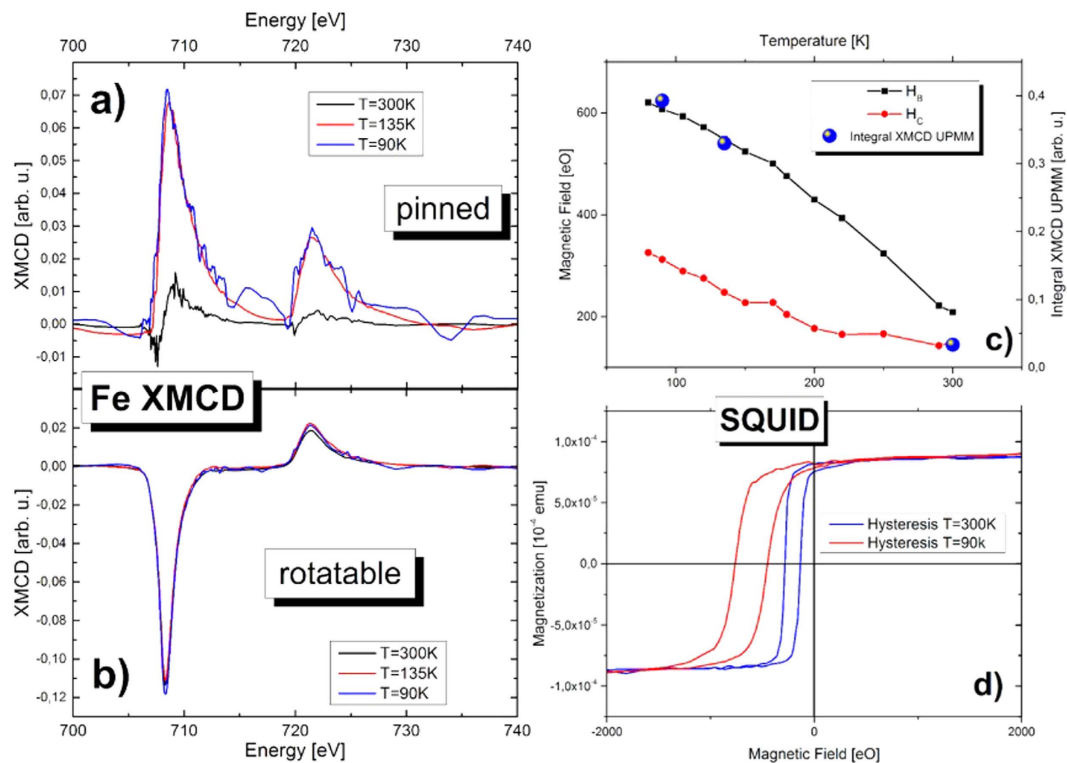 Energy [eV]
700 710 720 730 740
a)
0,07
0,06
0,05
0,04
0,03
0,02
0,01
0,00
-0,01
XMCD [arb. u.]
T=300K
T=135K
T=90K
pinned
Fe XMCD
0,02
0,00
-0,02
-0,04
-0,06
-0,08
-0,10
-0,12
XMCD [arb. u.]
rotatable
T=300K
T=135K
T=90K
b)
700 710 720 730 740
Energy [eV]
Temperature [K]
100 200 300
600
400
200
Magnetic Field [eO]
H_B
H_C
Integral XMCD UPMM
0,4
0,3
0,2
0,1
0,0
Integral XMCD UPMM [arb. u.]
c)
SQUID
1,0x10⁻⁴
5,0x10⁻⁵
0,0
-5,0x10⁻⁵
-1,0x10⁻⁴
Magnetization [10⁻⁴ emu]
Hysteresis T=300K
Hysteresis T=90k
d)
-2000 0 2000
Magnetic Field [eO]